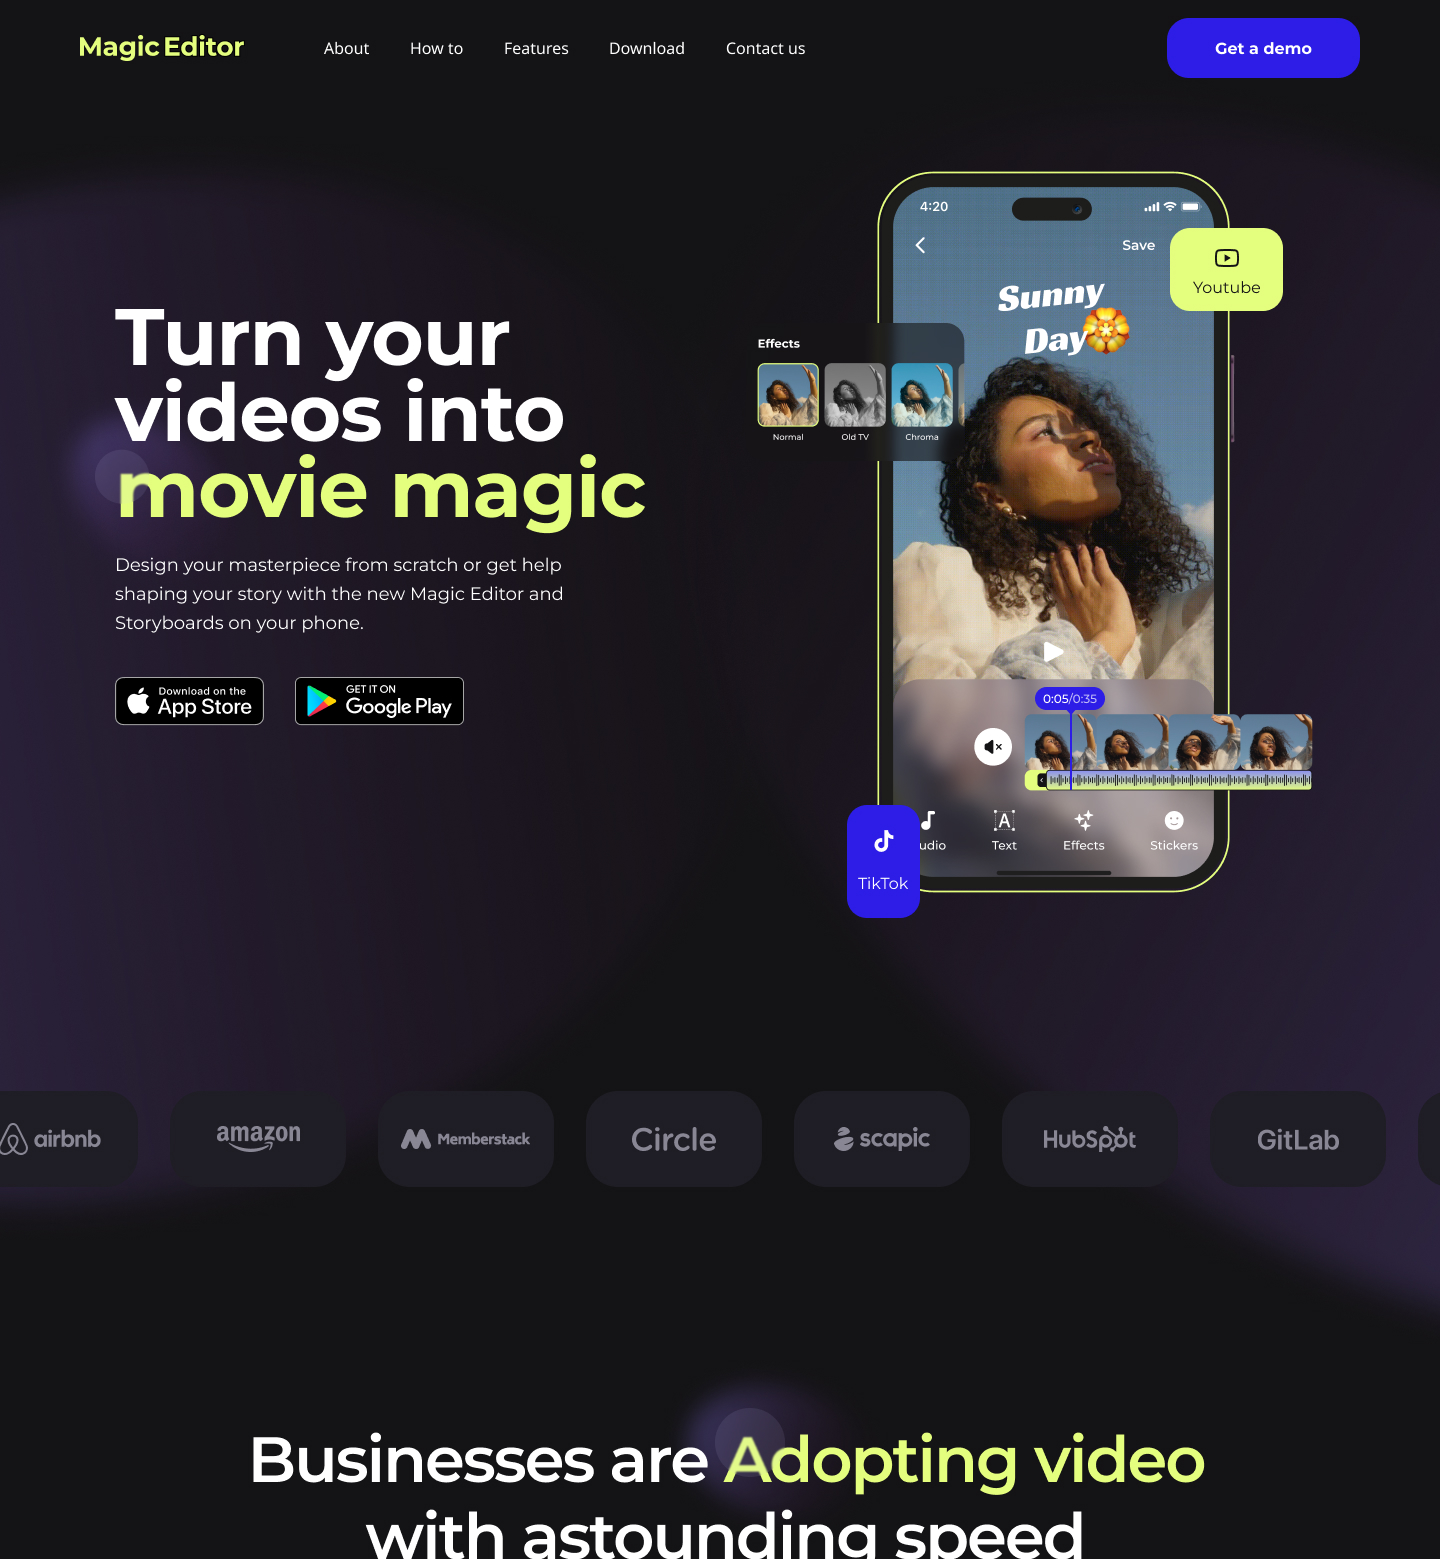 Magic Editor
About
How to
Features
Download
Contact us
Get a demo
Turn your
videos into
movie magic
Design your masterpiece from scratch or get help
shaping your story with the new Magic Editor and
Storyboards on your phone.
Download on the
App Store
GET IT ON
Google Play
4:20
Save
Youtube
Sunny
Day
Effects
Normal
Old TV
Chroma
0:05/0:35
udio
Text
Effects
Stickers
TikTok
airbnb
amazon
Memberstack
Circle
scapic
HubSpot
GitLab
Businesses are Adopting video
with astounding speed